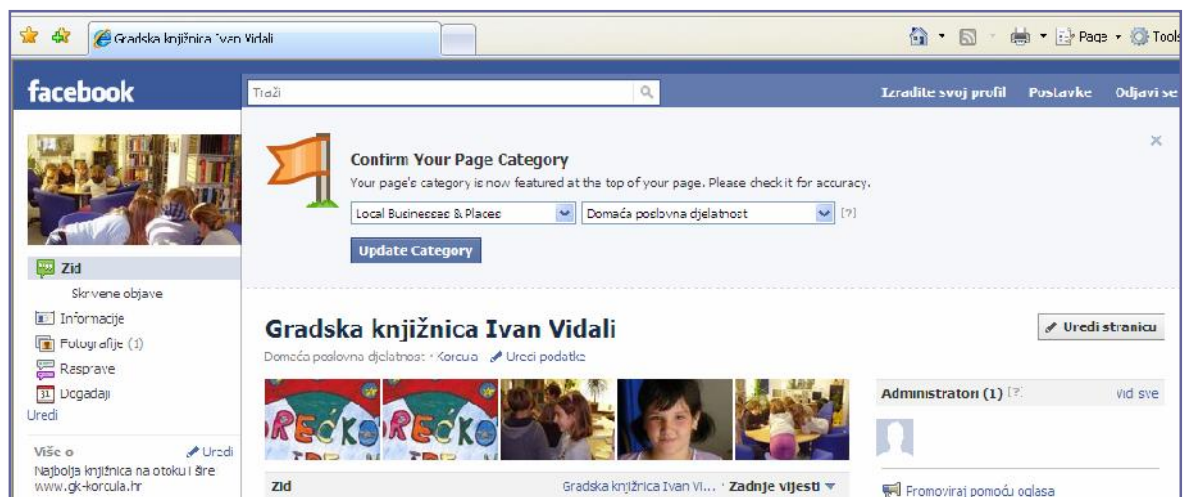 Gradska knjižnica Ivan Vidali
Page
Tools
facebook
Traži
Izradite svoj profil Postavke Odjavi se
Confirm Your Page Category
Your page's category is now featured at the top of your page. Please check it for accuracy.
Local Businesses & Places Domaća poslovna djelatnost [?]
Update Category
Zid
Skrivene objave
Informacije
Fotografije (1)
Rasprave
Događaji
Uredi
Više o Uredi
Najbolja knjižnica na otoku i šire
www.gk-korcula.hr
Gradska knjižnica Ivan Vidali
Uredi stranicu
Domaća poslovna djelatnost · Korcula Uredi podatke
REČKO REČKO
Administratori (1) [?] Vidi sve
Zid Gradska knjižnica Ivan Vi... · Zadnje vijesti
Promoviraj pomoću oglasa